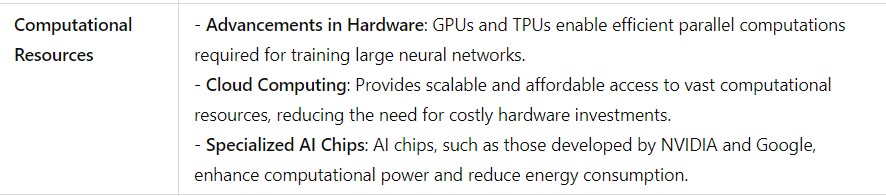 Computational
Resources
- Advancements in Hardware: GPUs and TPUs enable efficient parallel computations
required for training large neural networks.
- Cloud Computing: Provides scalable and affordable access to vast computational
resources, reducing the need for costly hardware investments.
- Specialized AI Chips: AI chips, such as those developed by NVIDIA and Google,
enhance computational power and reduce energy consumption.